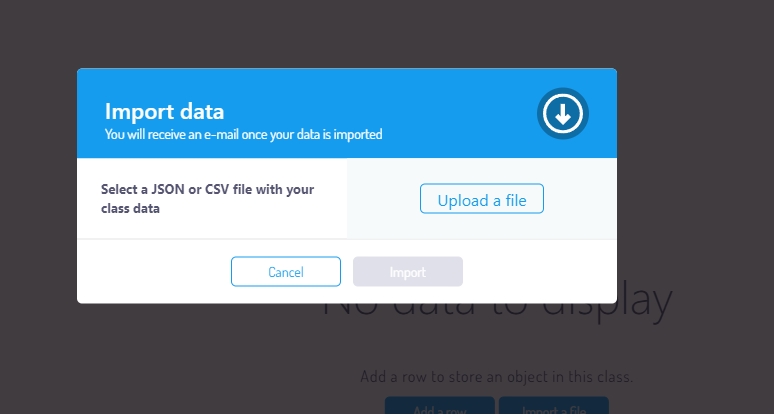 Import data
You will receive an e-mail once your data is imported
Select a JSON or CSV file with your
class data
Upload a file
Cancel
Import
No data to display
Add a row to store an object in this class.
Add a row
Import a file